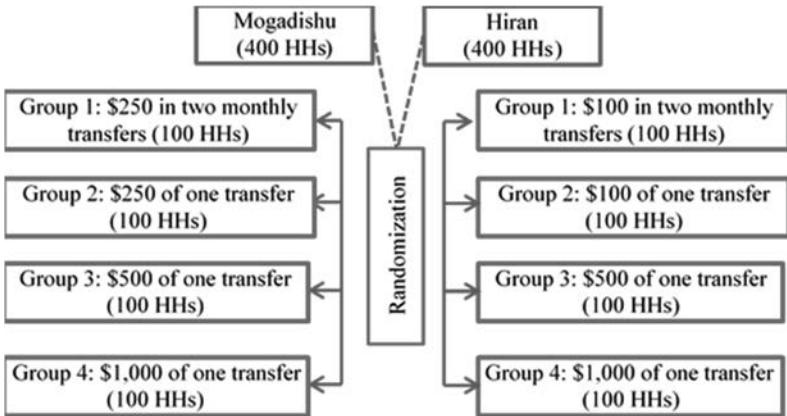 Mogadishu
(400 HHs)
Hiran
(400 HHs)
Group 1: $250 in two monthly
transfers (100 HHs)
Group 2: $250 of one transfer
(100 HHs)
Group 3: $500 of one transfer
(100 HHs)
Group 4: $1,000 of one transfer
(100 HHs)
Randomization
Group 1: $100 in two monthly
transfers (100 HHs)
Group 2: $100 of one transfer
(100 HHs)
Group 3: $500 of one transfer
(100 HHs)
Group 4: $1,000 of one transfer
(100 HHs)